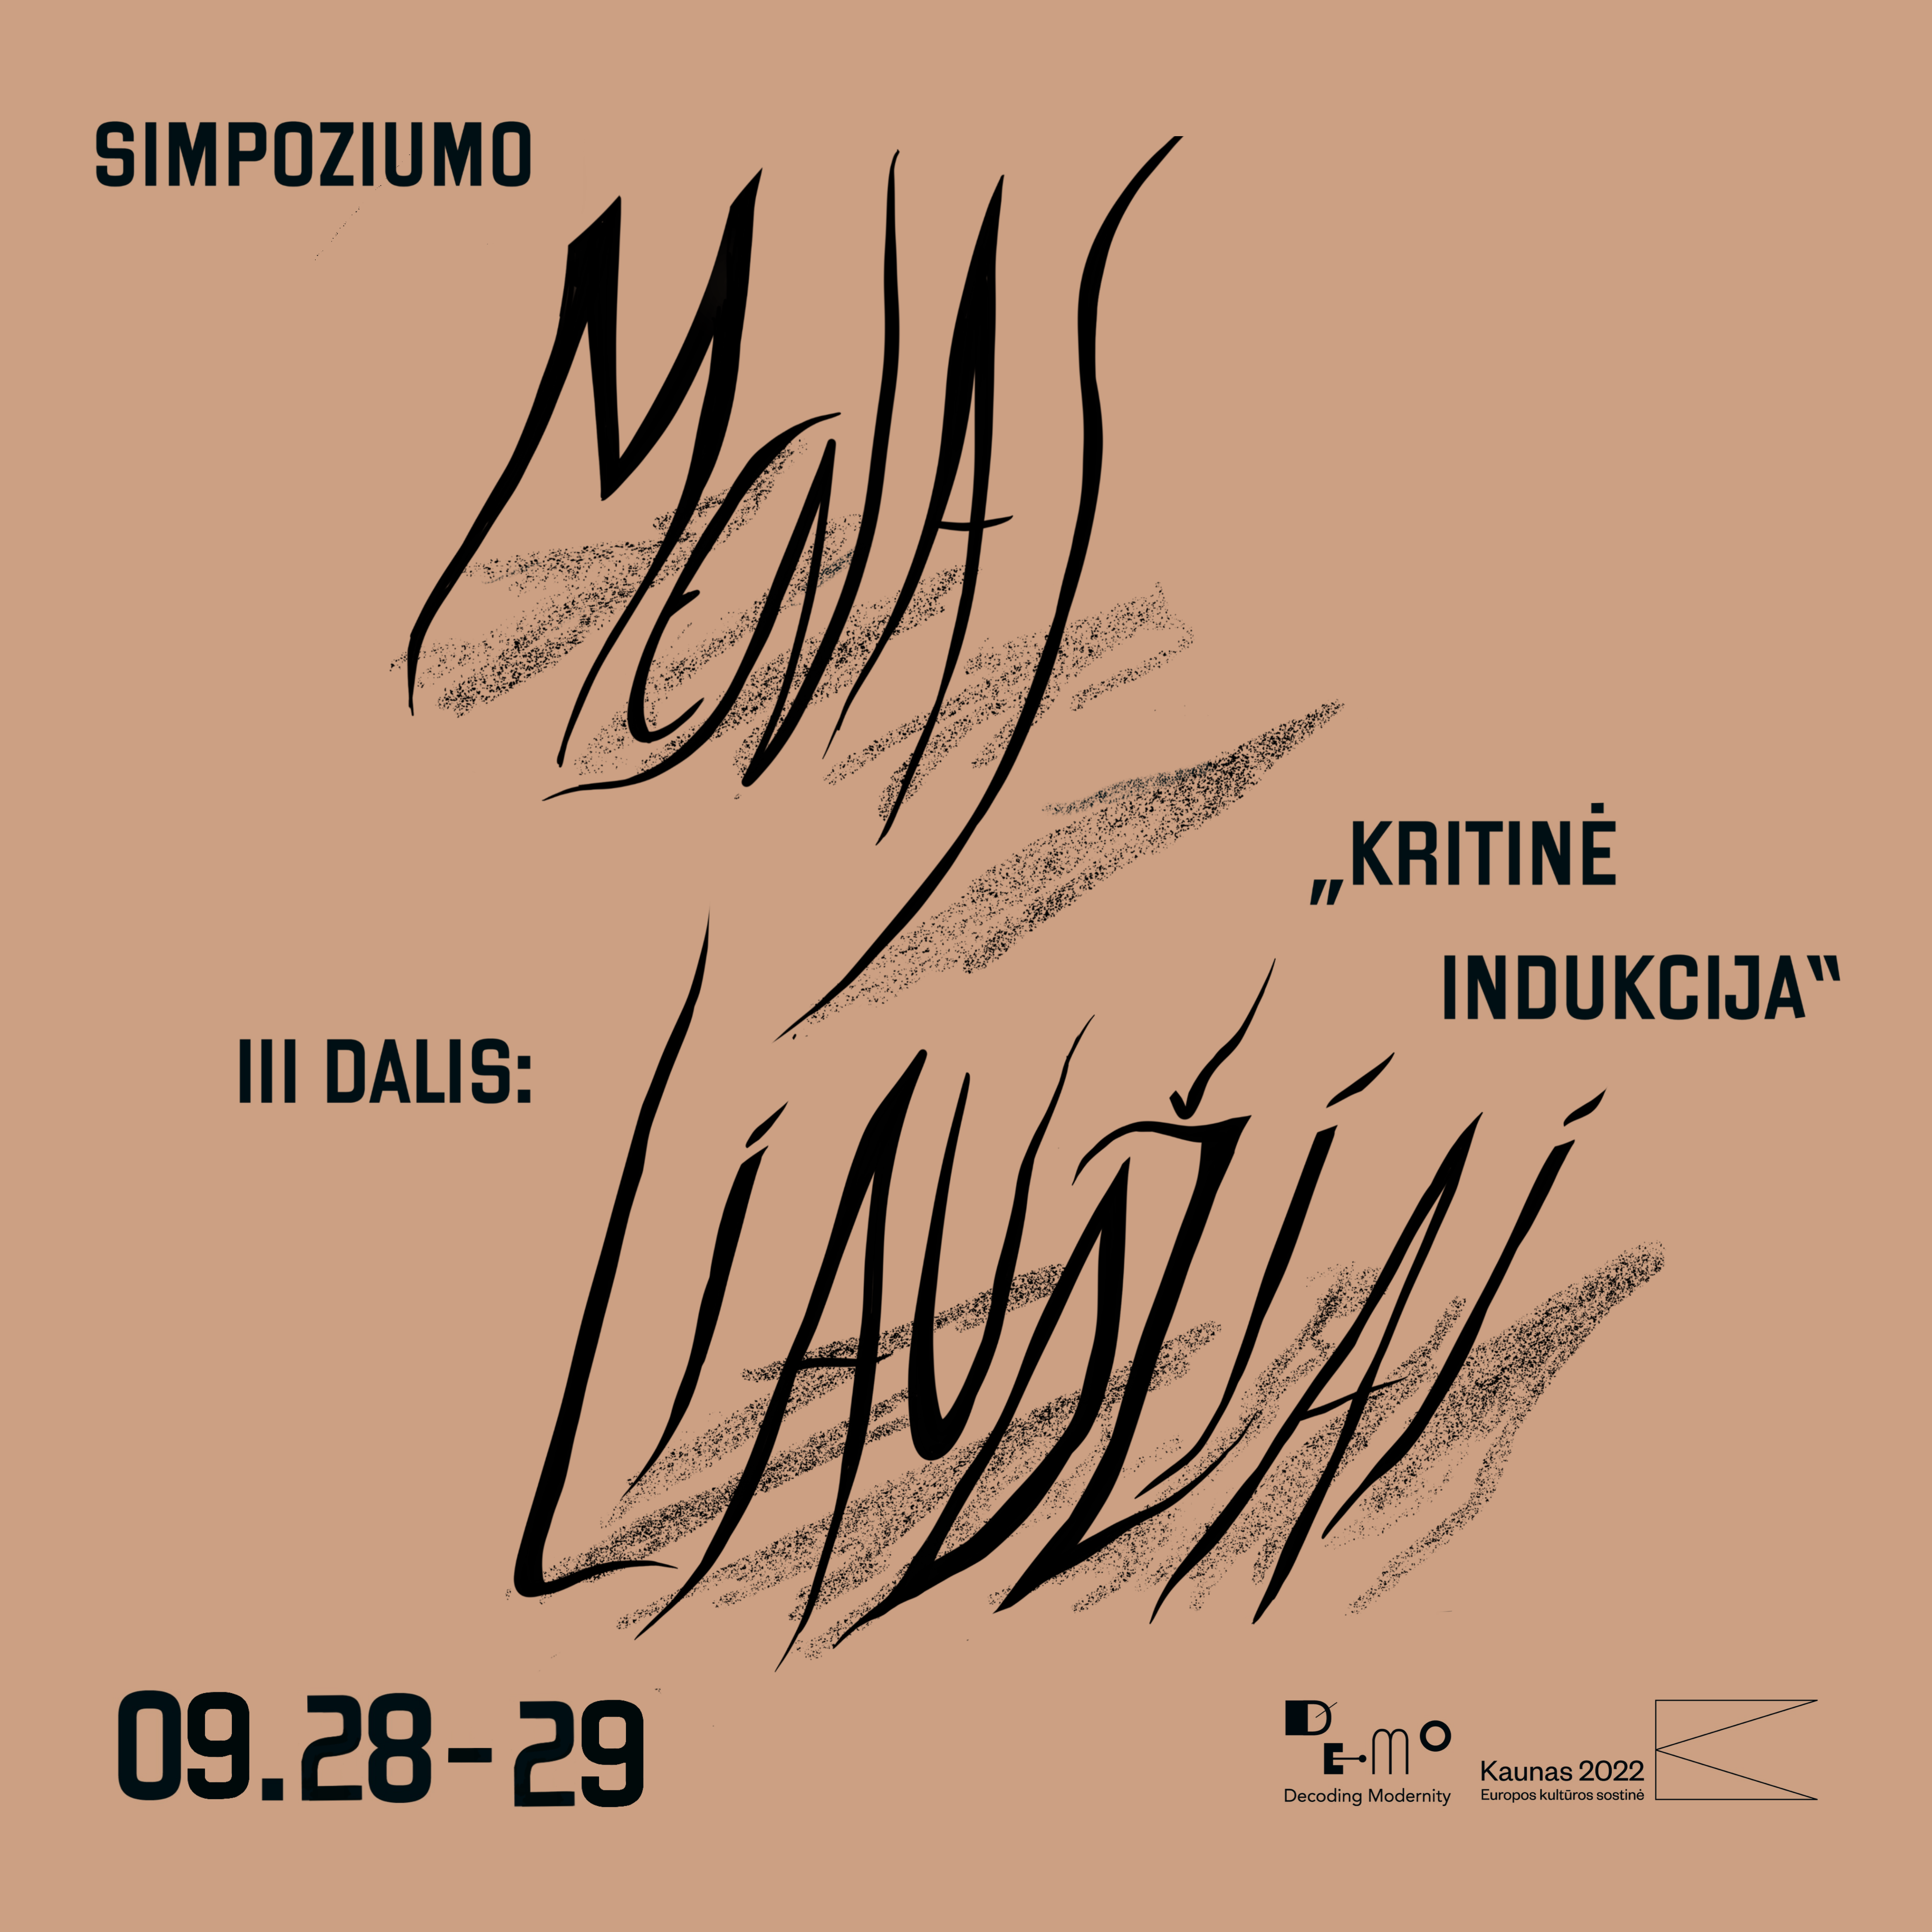 SIMPOZIUMO
MENAS
„KRITINĖ
INDUKCIJA“
III DALIS:
LiAUDŽiAi
09.28-29
DEMO
Decoding Modernity
Kaunas 2022
Europos kultūros sostinė